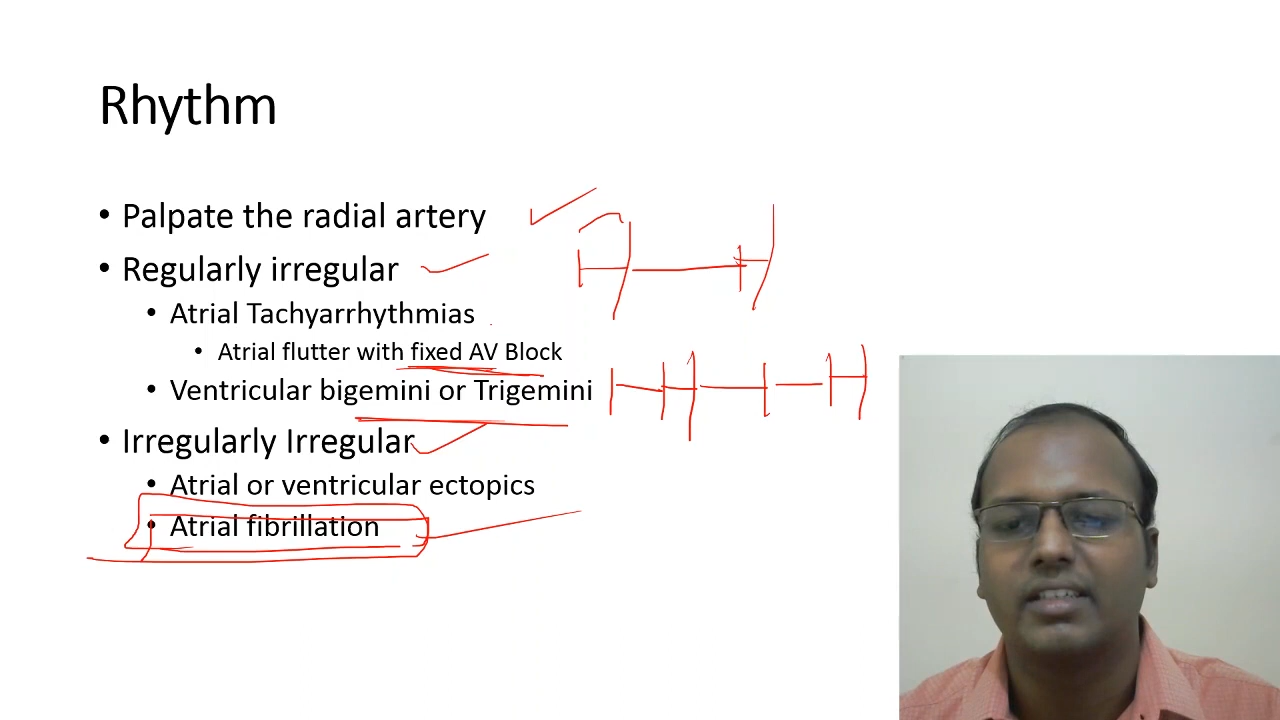 Rhythm
• Palpate the radial artery
• Regularly irregular
• Atrial Tachyarrhythmias
• Atrial flutter with fixed AV Block
• Ventricular bigemini or Trigemini
• Irregularly Irregular
• Atrial or ventricular ectopics
• Atrial fibrillation